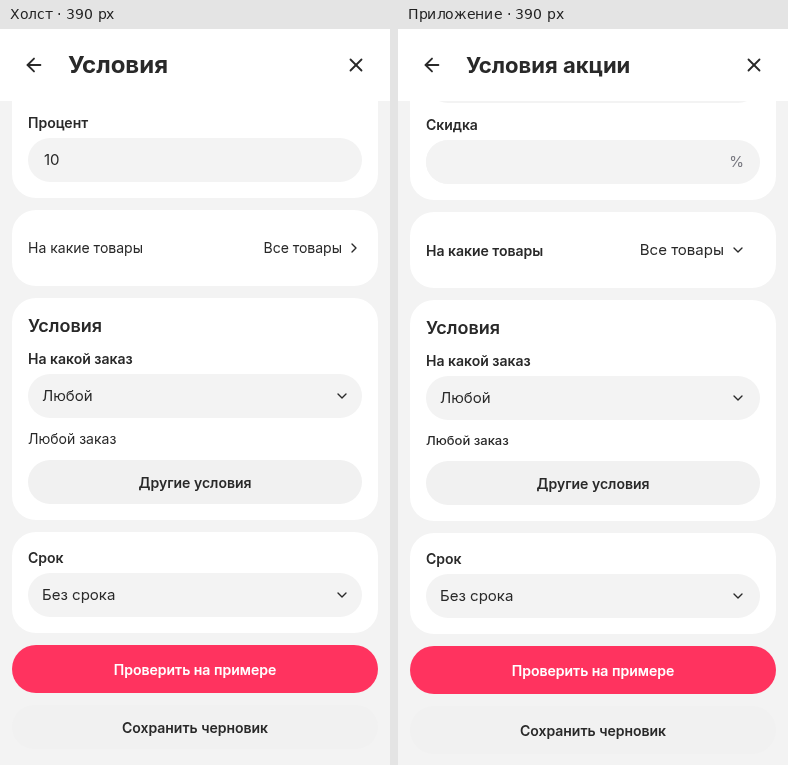 Холст · 390 px
Условия
Процент
10
На какие товары
Все товары
Условия
На какой заказ
Любой
Любой заказ
Другие условия
Срок
Без срока
Проверить на примере
Сохранить черновик
Приложение · 390 px
Условия акции
Скидка
%
На какие товары
Все товары
Условия
На какой заказ
Любой
Любой заказ
Другие условия
Срок
Без срока
Проверить на примере
Сохранить черновик